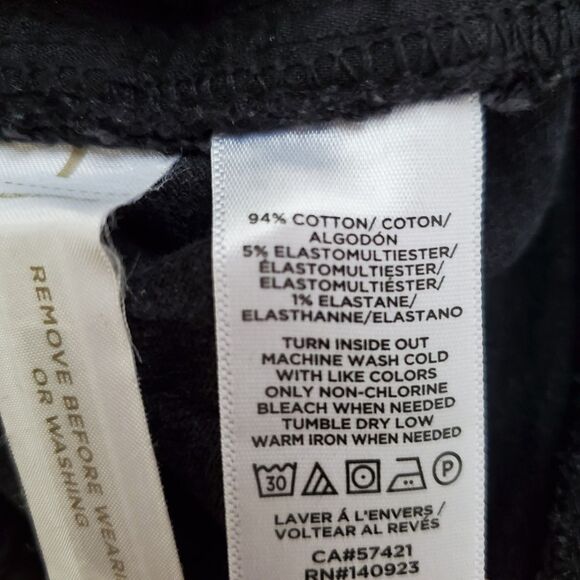 94% COTTON/ COTON/
ALGODÓN
5% ELASTOMULTIESTER/
ÉLASTOMULTIESTER/
ELASTOMULTIÉSTER/
1% ELASTANE/
ELASTHANNE/ELASTANO
TURN INSIDE OUT
MACHINE WASH COLD
WITH LIKE COLORS
ONLY NON-CHLORINE
BLEACH WHEN NEEDED
TUMBLE DRY LOW
WARM IRON WHEN NEEDED
30 P
LAVER Á L'ENVERS /
VOLTEAR AL REVÉS
CA#57421
RN#140923
REMOVE BEFORE WEARI
OR WASHING